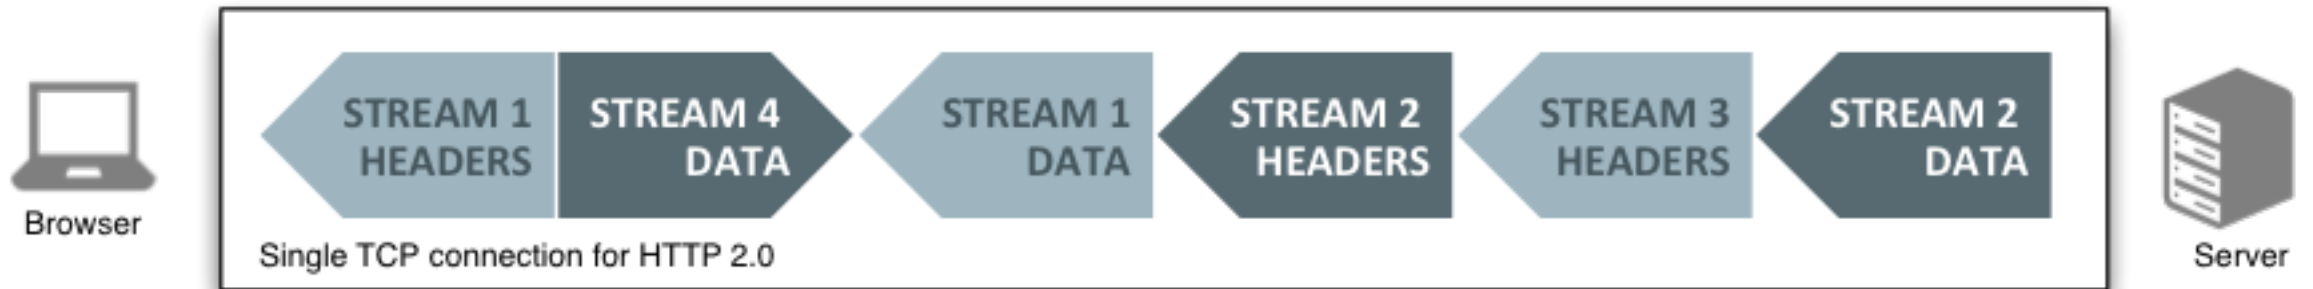 STREAM 1
HEADERS
STREAM 4
DATA
STREAM 1
DATA
STREAM 2
HEADERS
STREAM 3
HEADERS
STREAM 2
DATA
Browser
Single TCP connection for HTTP 2.0
Server